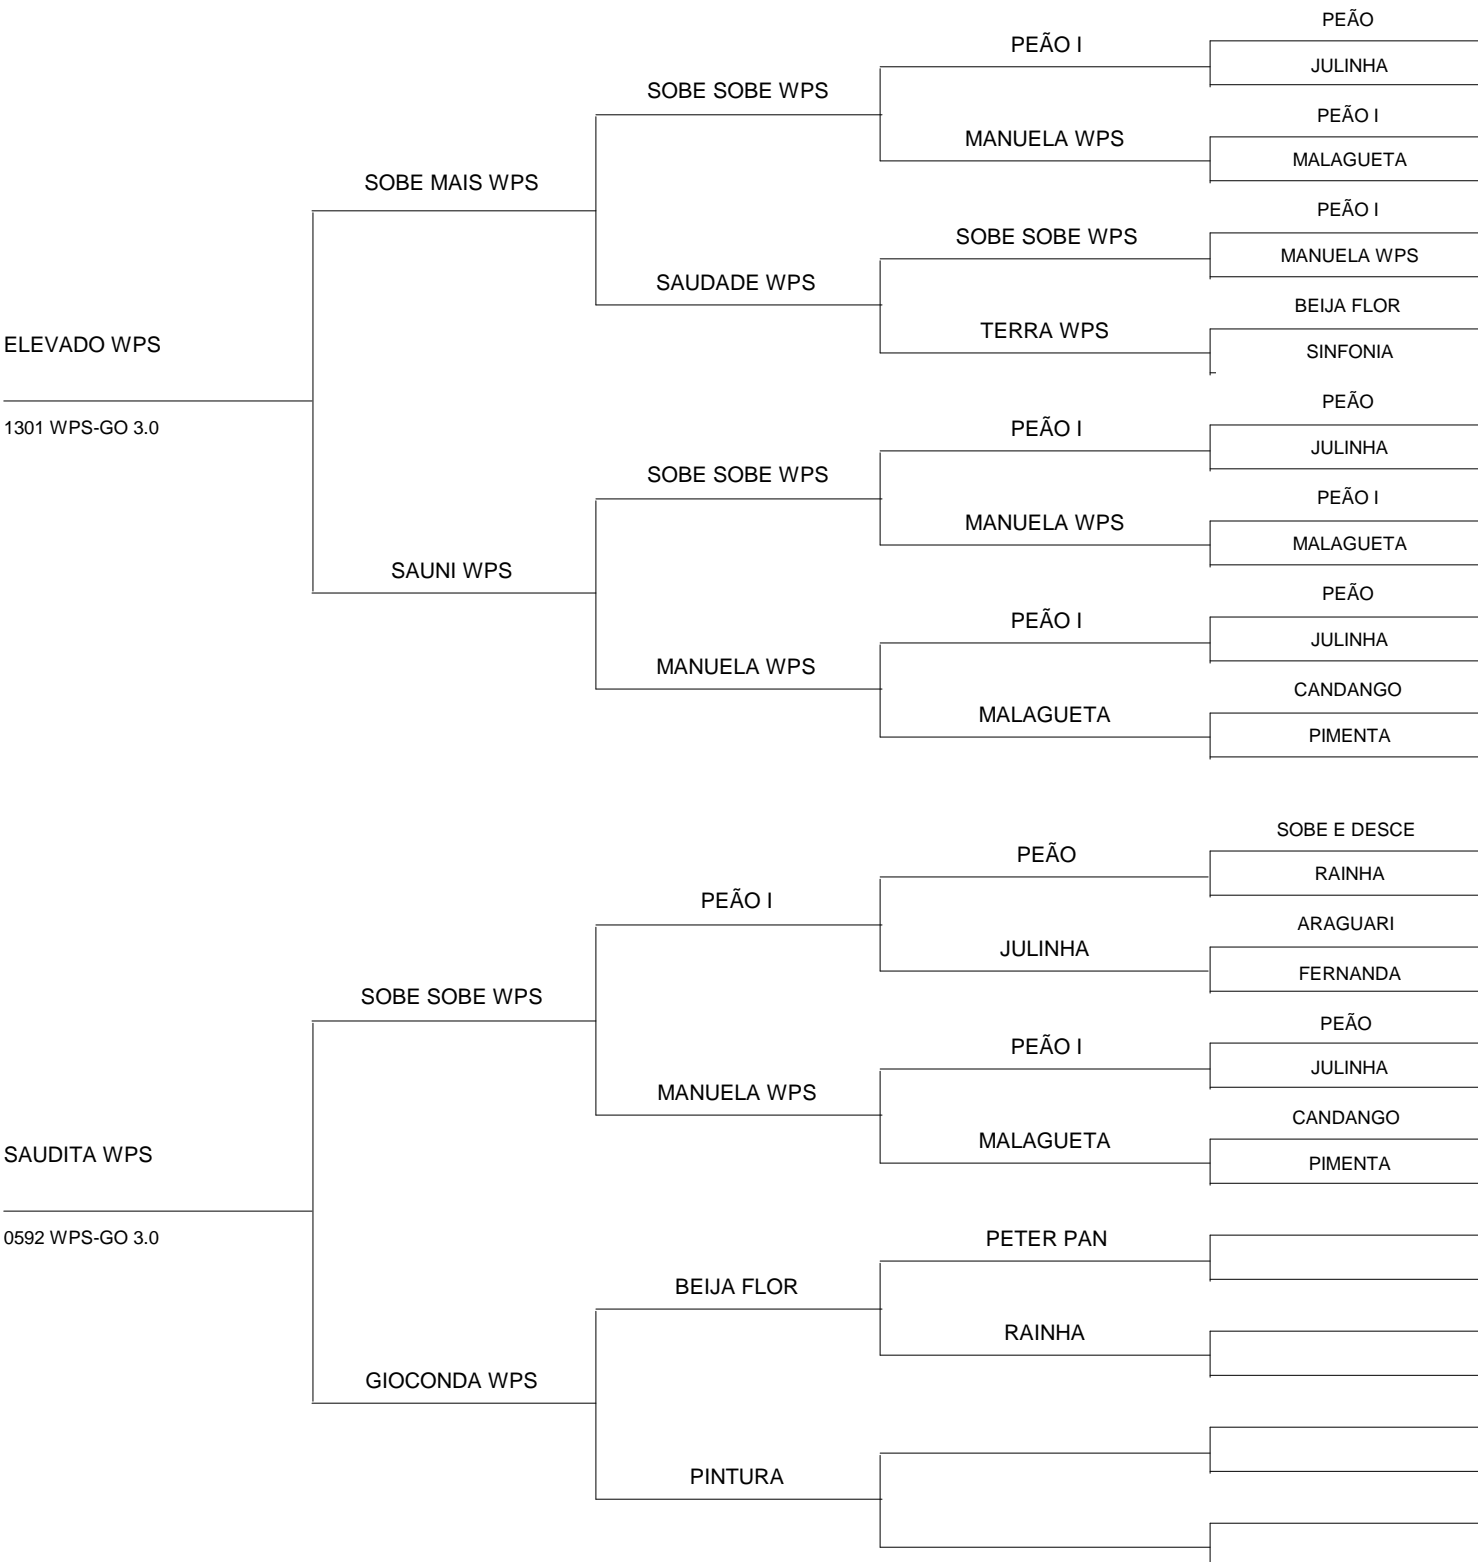 PEÃO
PEÃO I
JULINHA
SOBE SOBE WPS
PEÃO I
MANUELA WPS
MALAGUETA
SOBE MAIS WPS
PEÃO I
SOBE SOBE WPS
MANUELA WPS
SAUDADE WPS
BEIJA FLOR
TERRA WPS
SINFONIA
ELEVADO WPS
PEÃO
1301 WPS-GO 3.0
PEÃO I
JULINHA
SOBE SOBE WPS
PEÃO I
MANUELA WPS
MALAGUETA
SAUNI WPS
PEÃO
PEÃO I
JULINHA
MANUELA WPS
CANDANGO
MALAGUETA
PIMENTA
SOBE E DESCE
PEÃO
RAINHA
PEÃO I
ARAGUARI
JULINHA
FERNANDA
SOBE SOBE WPS
PEÃO
PEÃO I
JULINHA
MANUELA WPS
CANDANGO
MALAGUETA
PIMENTA
SAUDITA WPS
0592 WPS-GO 3.0
PETER PAN
BEIJA FLOR
RAINHA
GIOCONDA WPS
PINTURA